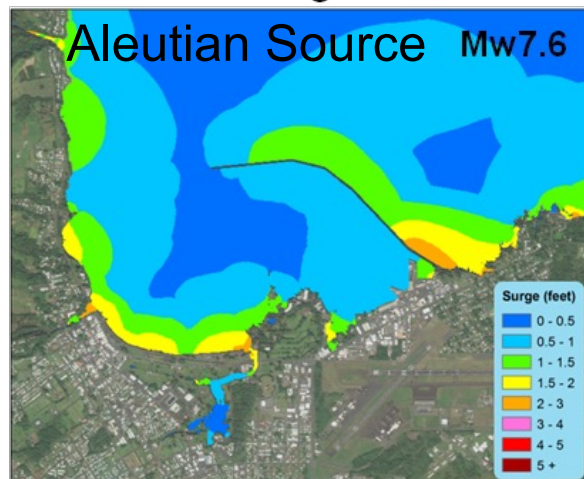 Aleutian Source Mw7.6
Surge (feet)
0 - 0.5
0.5 - 1
1 - 1.5
1.5 - 2
2 - 3
3 - 4
4 - 5
5 +